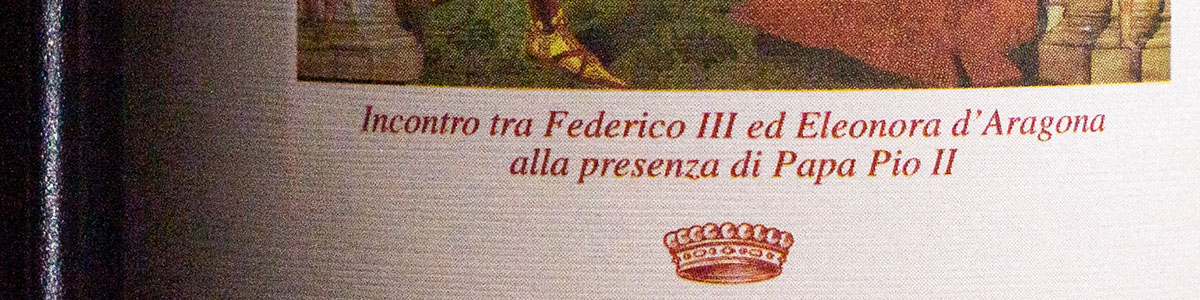 Incontro tra Federico III ed Eleonora d'Aragona
alla presenza di Papa Pio II